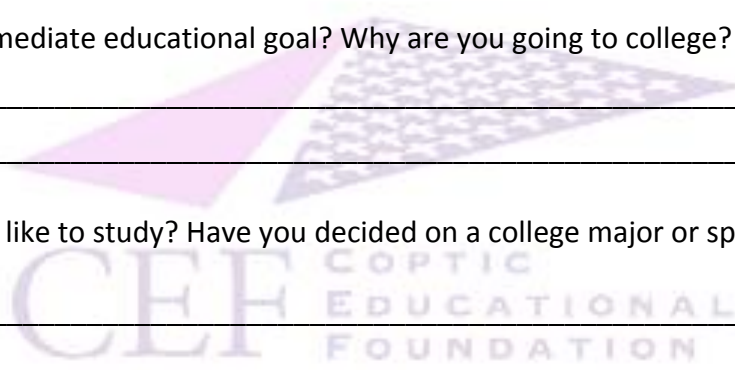 mediate educational goal? Why are you going to college?
like to study? Have you decided on a college major or sp
CEF COPTIC
EDUCATIONAL
FOUNDATION